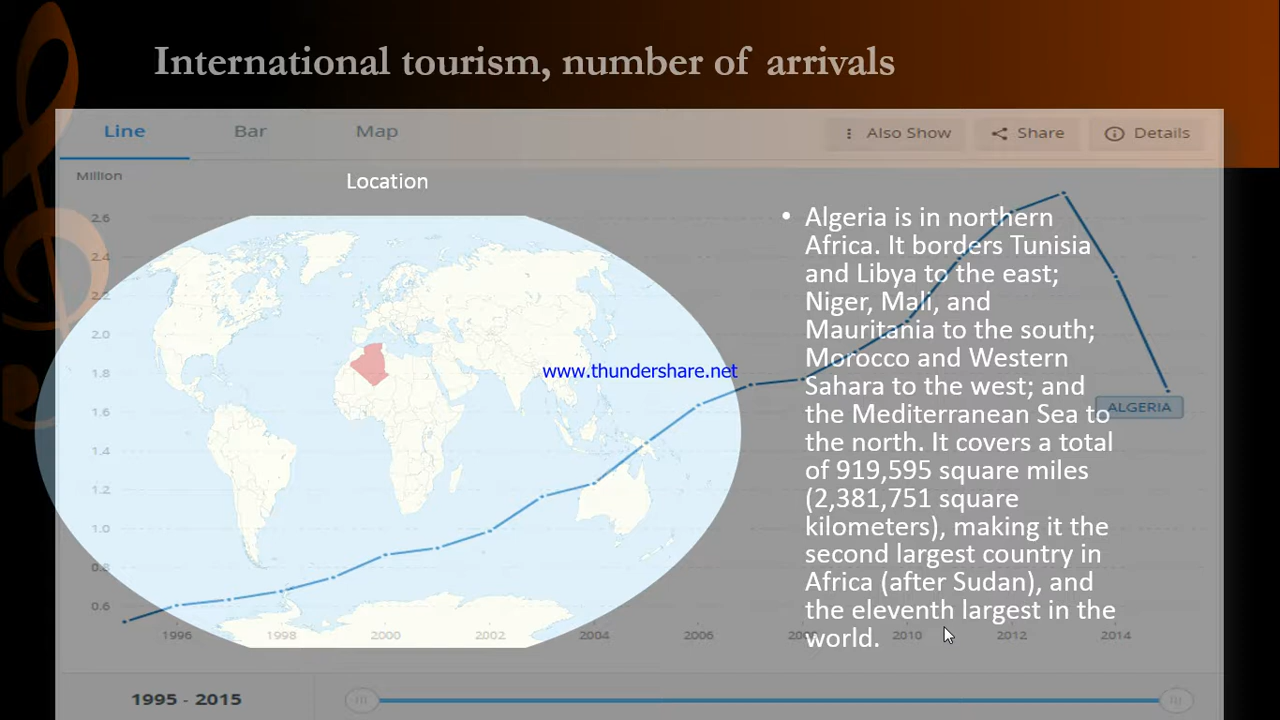 International tourism, number of arrivals
Line Bar Map Also Show Share Details
Million
Location
2.6
2.4
2.2
2.0
1.8
1.6
1.4
1.2
1.0
0.8
0.6
• Algeria is in northern
Africa. It borders Tunisia
and Libya to the east;
Niger, Mali, and
Mauritania to the south;
Morocco and Western
Sahara to the west; and
the Mediterranean Sea to
the north. It covers a total
of 919,595 square miles
(2,381,751 square
kilometers), making it the
second largest country in
Africa (after Sudan), and
the eleventh largest in the
world.
www.thundershare.net
ALGERIA
1996 1998 2000 2002 2004 2006 2008 2010 2012 2014
1995 - 2015